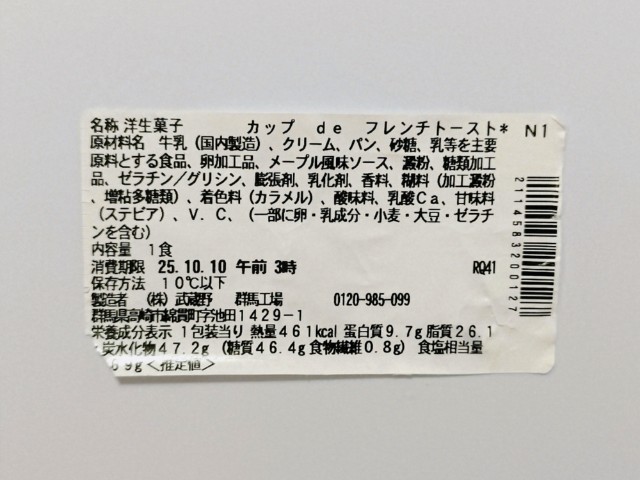 名称 洋生菓子　カップ　ｄｅ　フレンチトースト*　N1
原材料名　牛乳（国内製造）、クリーム、パン、砂糖、乳等を主要
原料とする食品、卵加工品、メープル風味ソース、澱粉、糖類加工
品、ゼラチン／グリシン、膨張剤、乳化剤、香料、糊料（加工澱粉
、増粘多糖類）、着色料（カラメル）、酸味料、乳酸Ｃａ、甘味料
（ステビア）、Ｖ．Ｃ、（一部に卵・乳成分・小麦・大豆・ゼラチ
ンを含む）
内容量　１食
消費期限　25.10.10 午前 3時　RQ41
保存方法　１０℃以下
製造者　（株）武蔵野　群馬工場　0120-985-099
群馬県高崎市綿貫町字池田１４２９－１
栄養成分表示 １包装当り 熱量４６１kcal 蛋白質９.７g 脂質２６.１
炭水化物４７.２g （糖質４６.４g 食物繊維０.８g） 食塩相当量
９g＜推定値＞
2114583200127